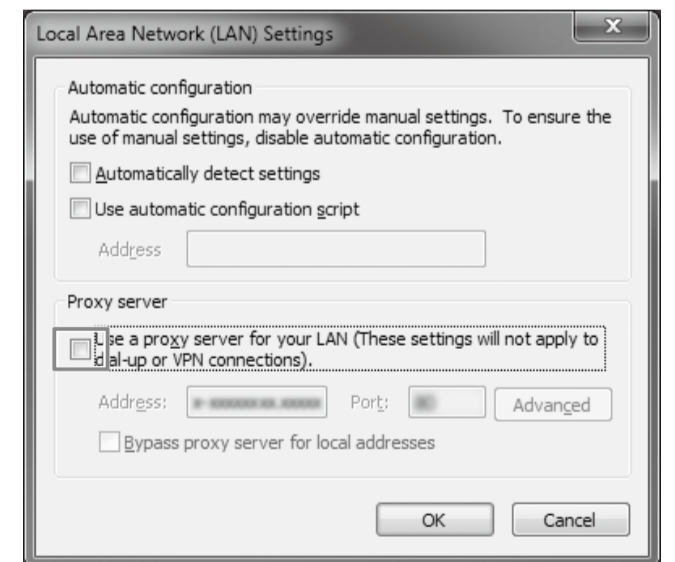 Local Area Network (LAN) Settings
X
Automatic configuration
Automatic configuration may override manual settings. To ensure the
use of manual settings, disable automatic configuration.
Automatically detect settings
Use automatic configuration script
Address
Proxy server
Use a proxy server for your LAN (These settings will not apply to
dial-up or VPN connections).
Address: Port: Advanced
Bypass proxy server for local addresses
OK Cancel